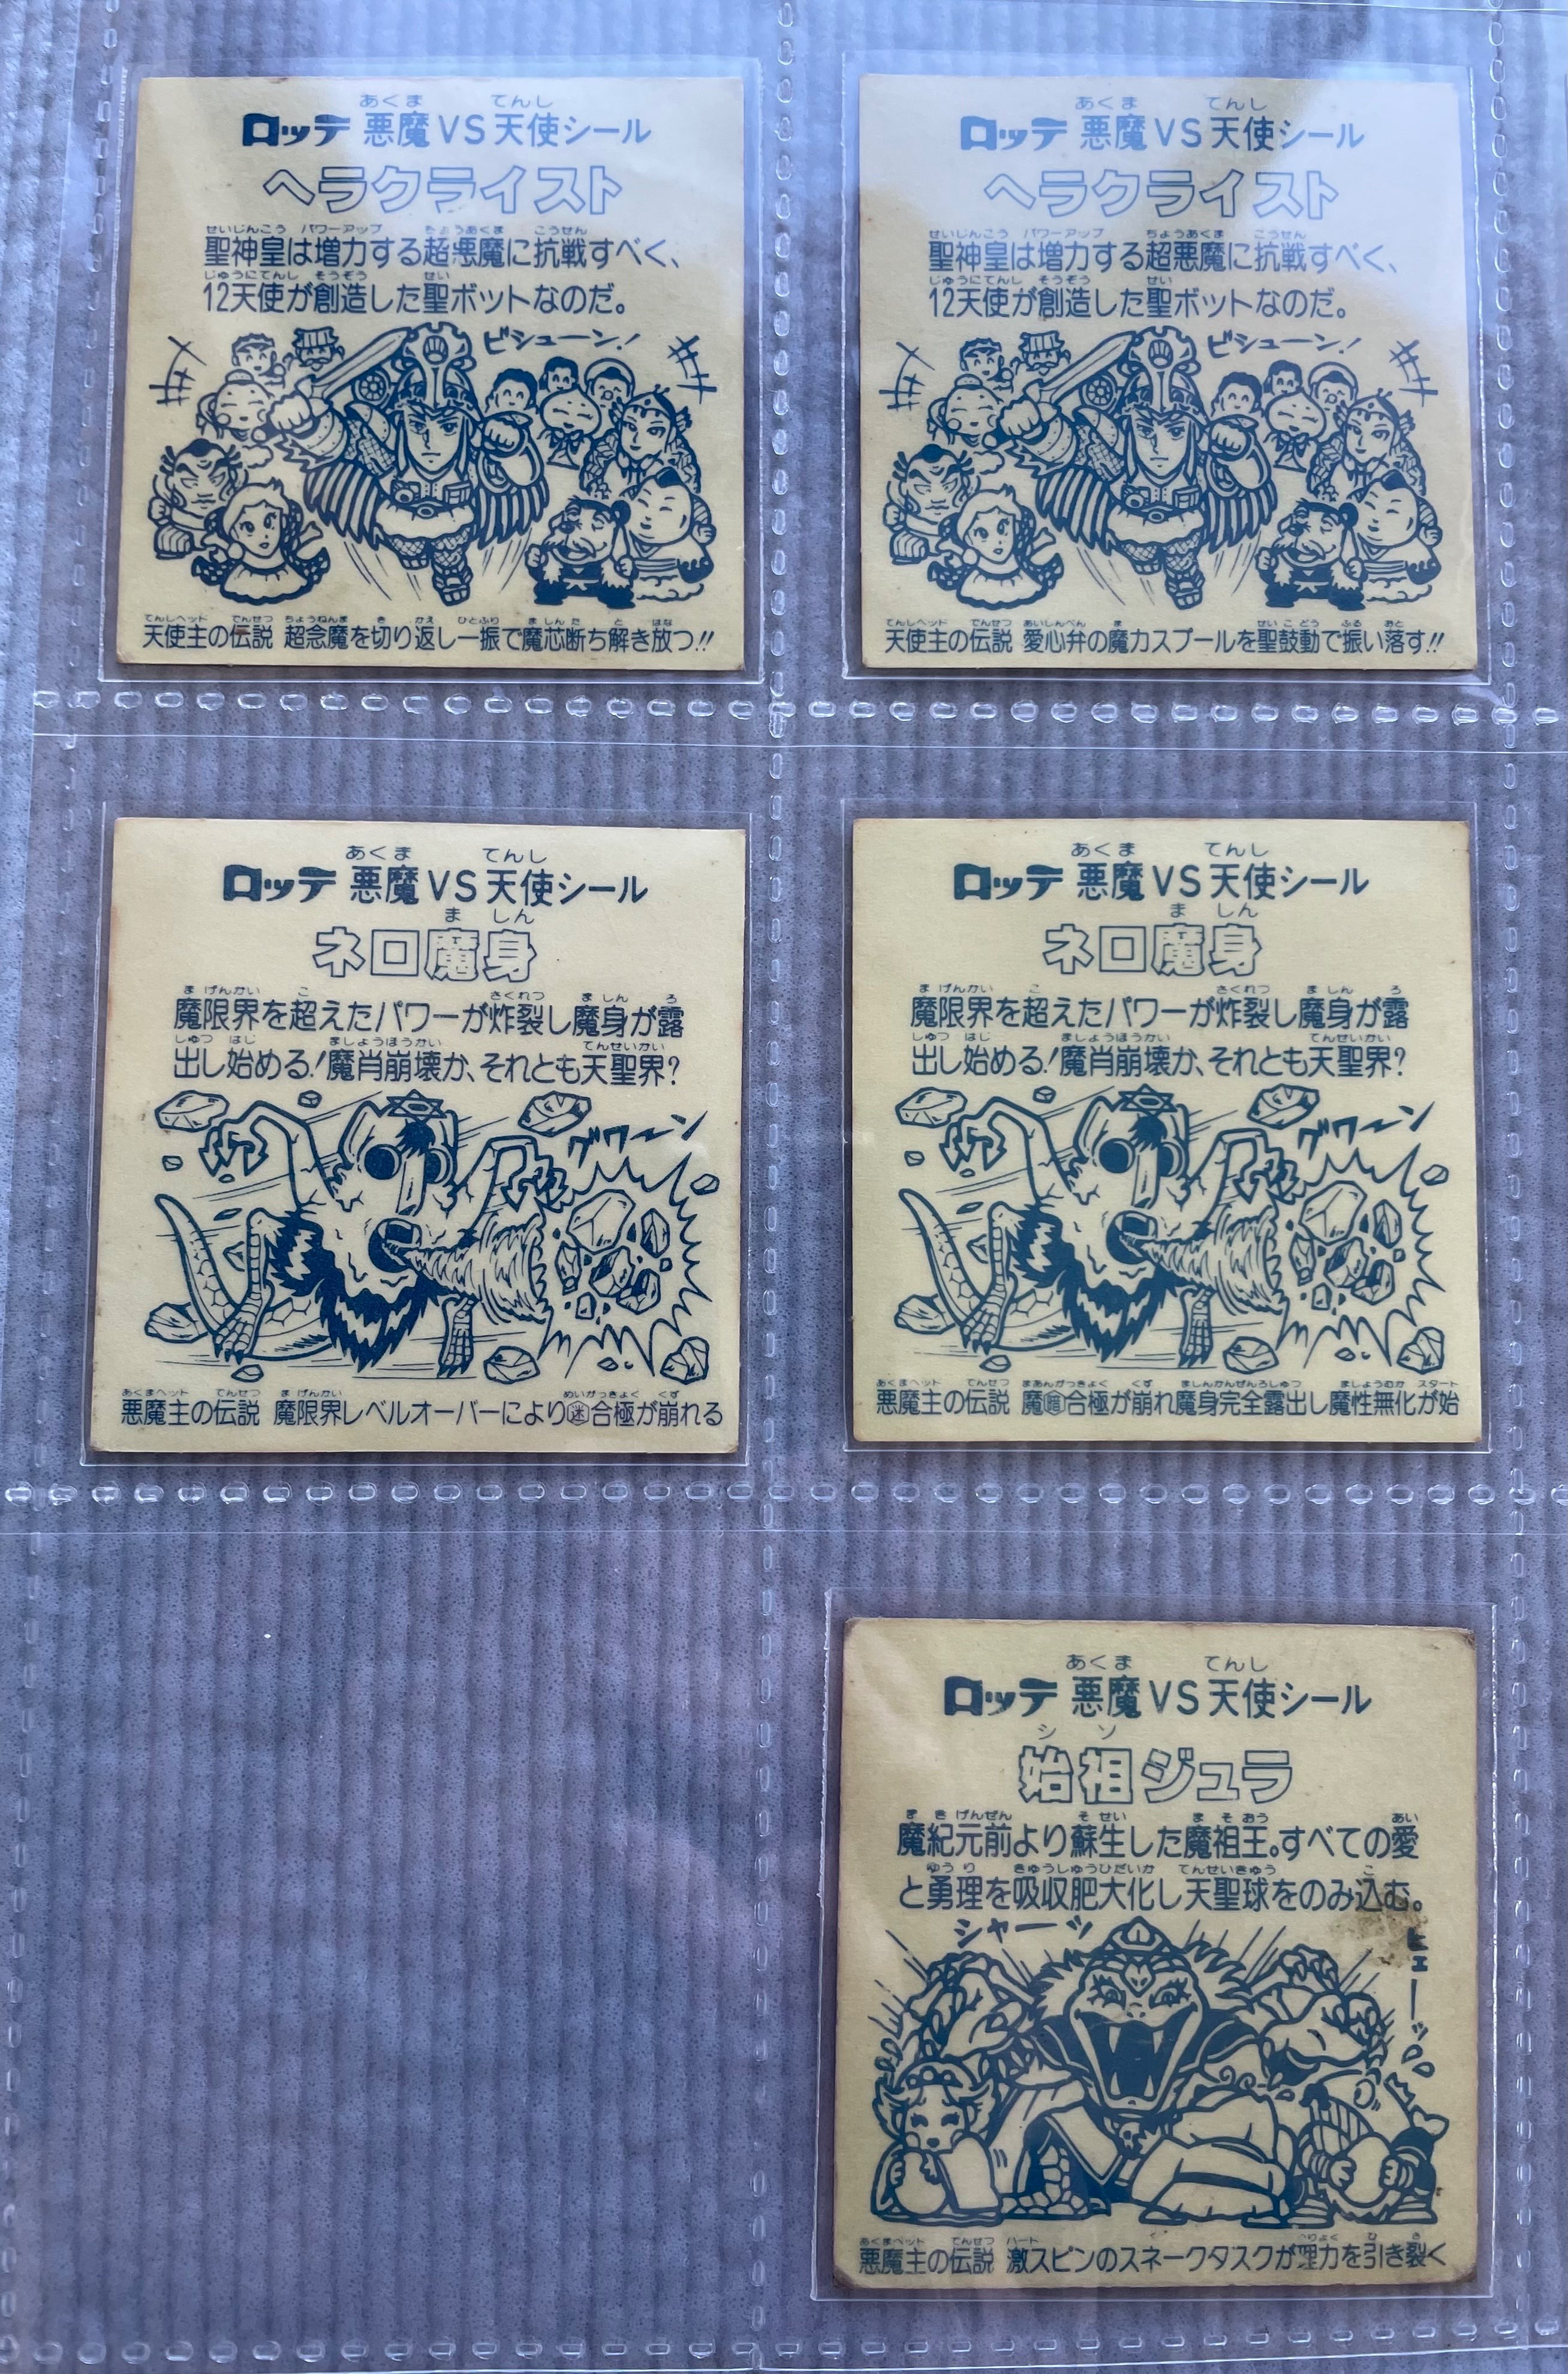 ロッテ 悪魔VS天使シール
ヘラクライスト
聖神皇は増力する超悪魔に抗戦すべく、
12天使が創造した聖ボットなのだ。
ビシューン!
天使主の伝説 超念魔を切り返し一振で魔芯断ち解き放つ!!
ロッテ 悪魔VS天使シール
ヘラクライスト
聖神皇は増力する超悪魔に抗戦すべく、
12天使が創造した聖ボットなのだ。
ビシューン!
天使主の伝説 愛心弁の魔力スプールを聖鼓動で振い落す!!
ロッテ 悪魔VS天使シール
ネロ魔身
魔限界を超えたパワーが炸裂し魔身が露
出し始める!魔肖崩壊か、それとも天聖界?
グワーン
悪魔主の伝説 魔限界レベルオーバーにより迷合極が崩れる
ロッテ 悪魔VS天使シール
ネロ魔身
魔限界を超えたパワーが炸裂し魔身が露
出し始める!魔肖崩壊か、それとも天聖界?
グワーン
悪魔主の伝説 魔暗合極が崩れ魔身完全露出し魔性無化が始
ロッテ 悪魔VS天使シール
始祖ジュラ
魔紀元前より蘇生した魔祖王。すべての愛
と勇理を吸収肥大化し天聖球をのみ込む。
シャーッ
ヒエーッ
悪魔主の伝説 激スピンのスネークタスクが理力を引き裂く